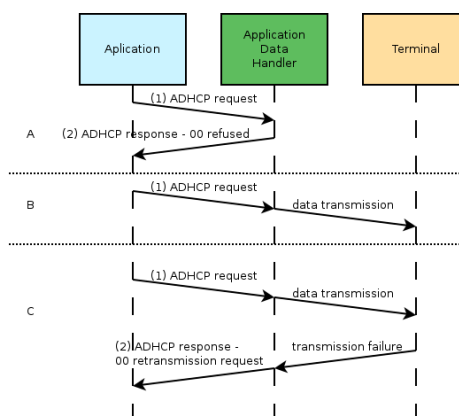 Aplication
Application
Data
Handler
Terminal
(1) ADHCP request
A
(2) ADHCP response - 00 refused
(1) ADHCP request
B
data transmission
(1) ADHCP request
data transmission
C
(2) ADHCP response -
00 retransmission request
transmission failure